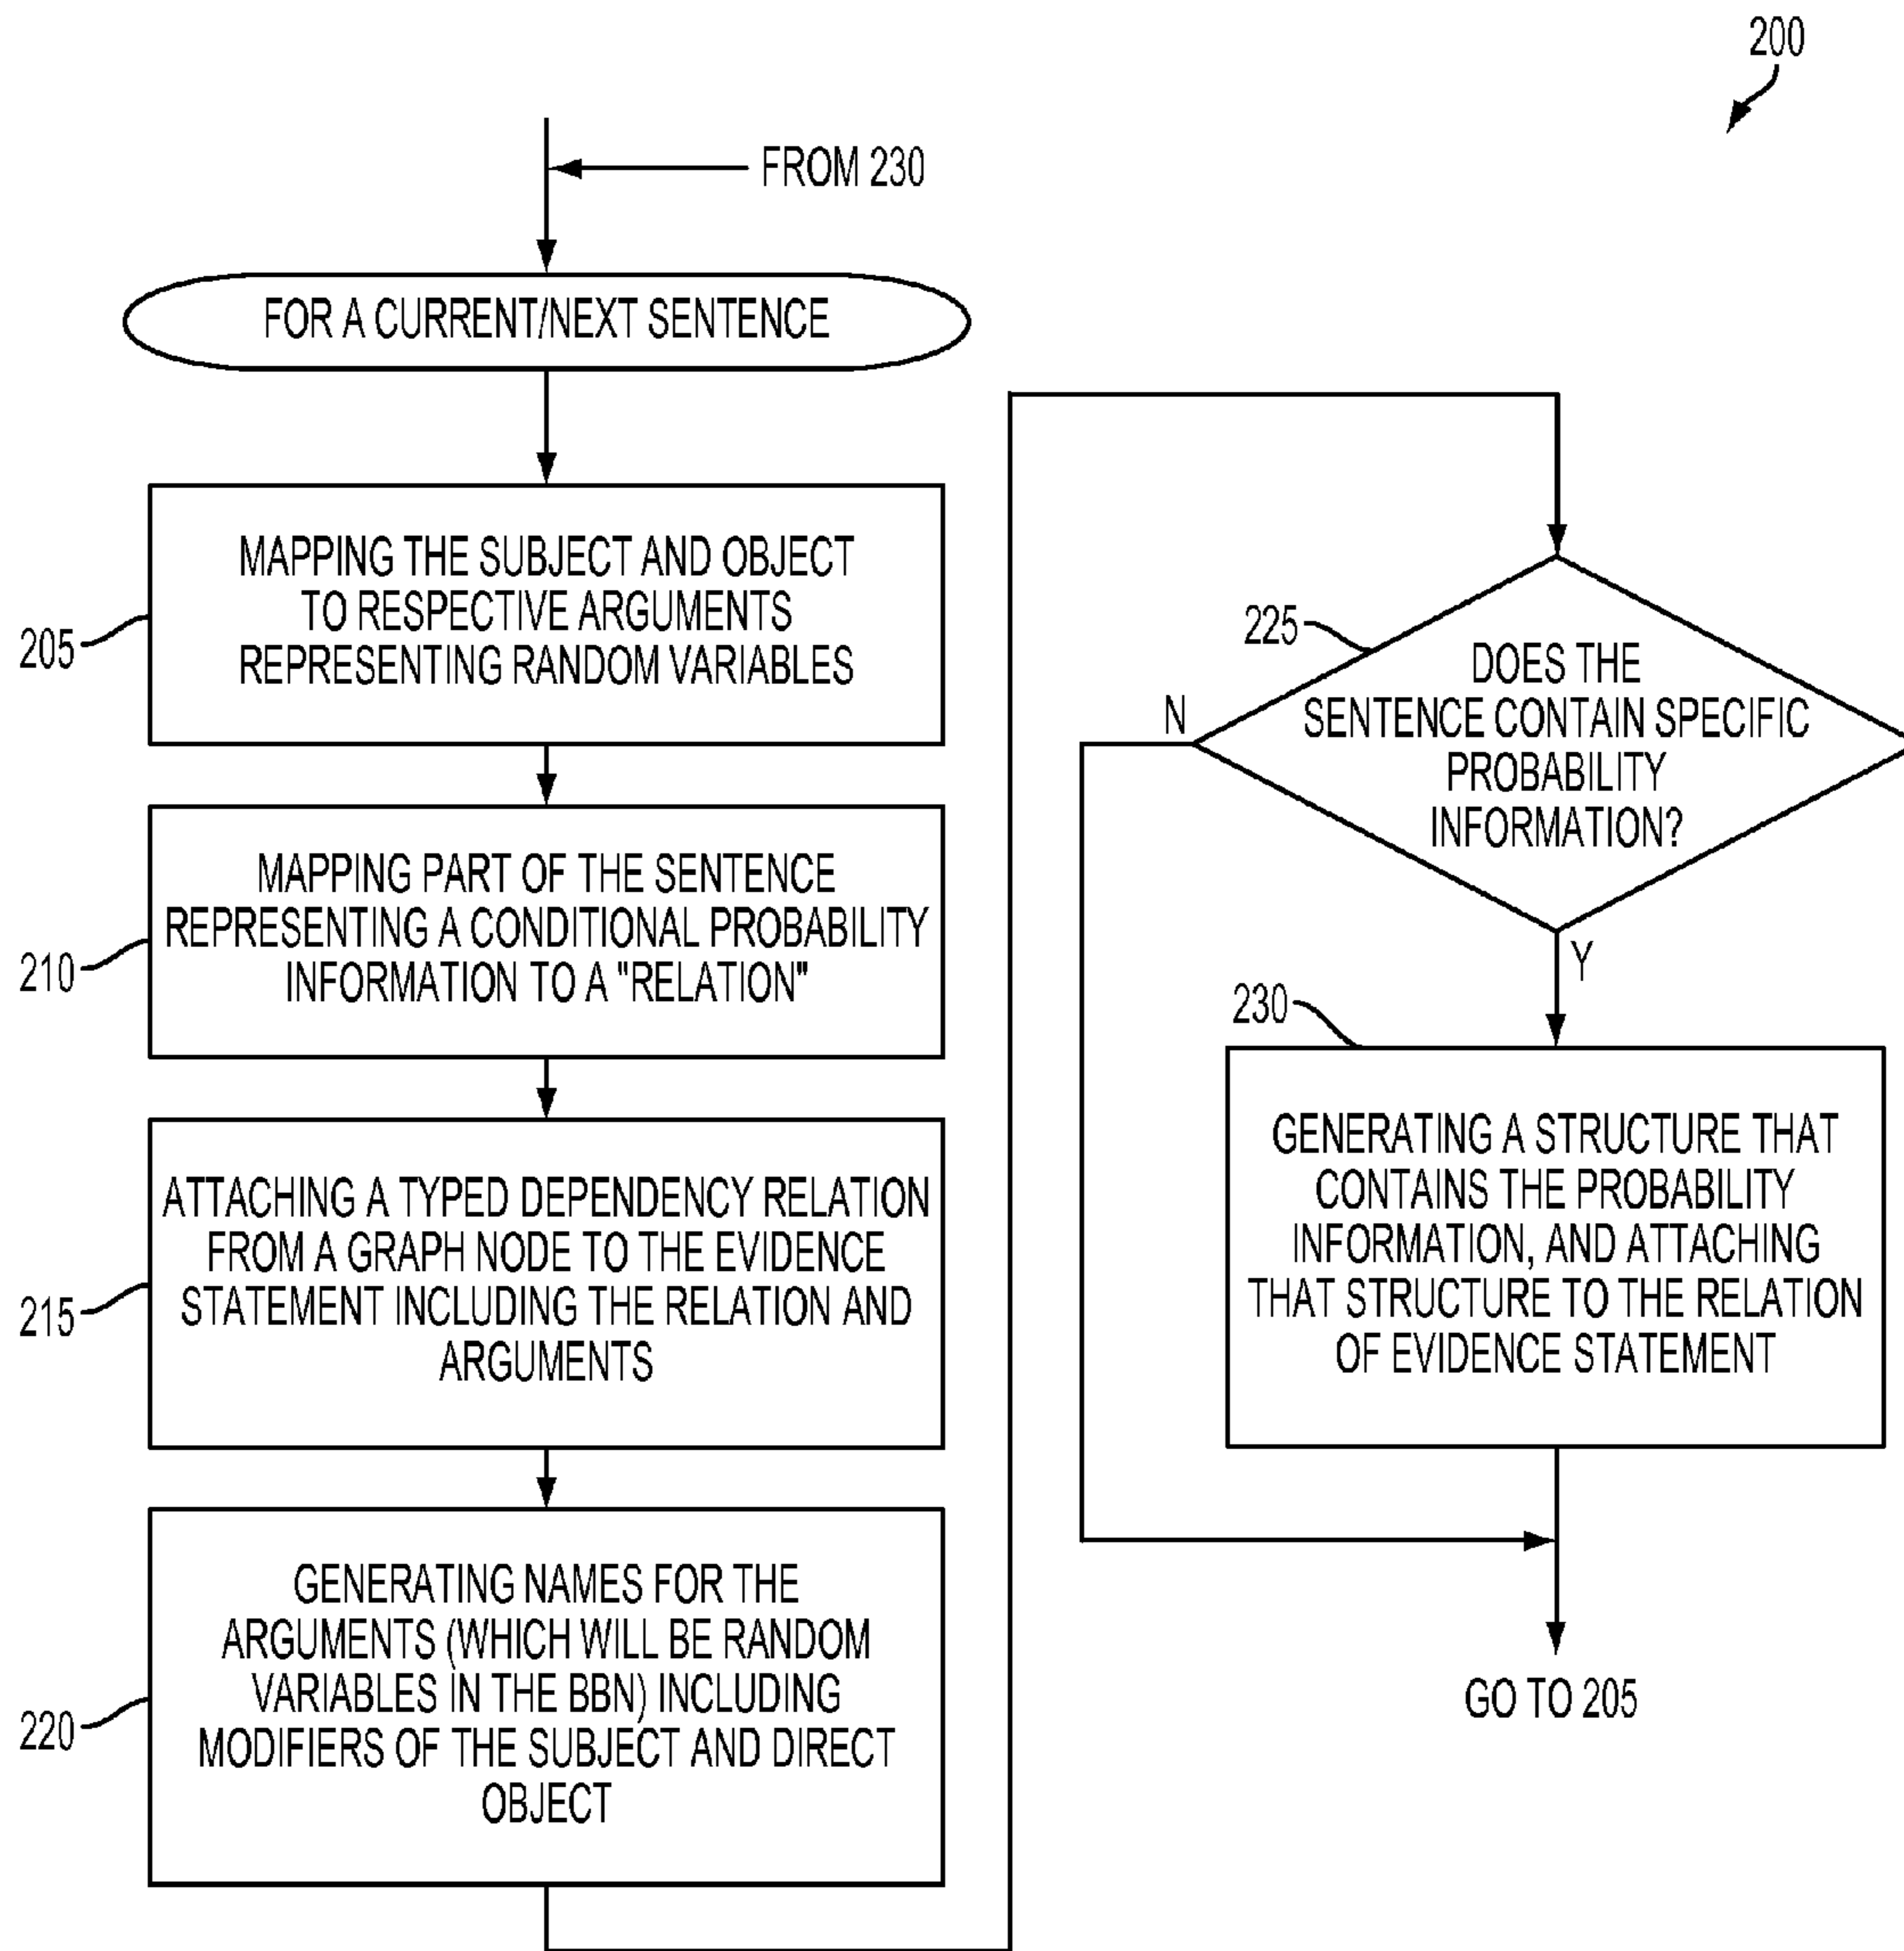 200
FROM 230
FOR A CURRENT/NEXT SENTENCE
205
MAPPING THE SUBJECT AND OBJECT
TO RESPECTIVE ARGUMENTS
REPRESENTING RANDOM VARIABLES
210
MAPPING PART OF THE SENTENCE
REPRESENTING A CONDITIONAL PROBABILITY
INFORMATION TO A "RELATION"
215
ATTACHING A TYPED DEPENDENCY RELATION
FROM A GRAPH NODE TO THE EVIDENCE
STATEMENT INCLUDING THE RELATION AND
ARGUMENTS
220
GENERATING NAMES FOR THE
ARGUMENTS (WHICH WILL BE RANDOM
VARIABLES IN THE BBN) INCLUDING
MODIFIERS OF THE SUBJECT AND DIRECT
OBJECT
225
DOES THE
SENTENCE CONTAIN SPECIFIC
PROBABILITY
INFORMATION?
N
Y
230
GENERATING A STRUCTURE THAT
CONTAINS THE PROBABILITY
INFORMATION, AND ATTACHING
THAT STRUCTURE TO THE RELATION
OF EVIDENCE STATEMENT
GO TO 205